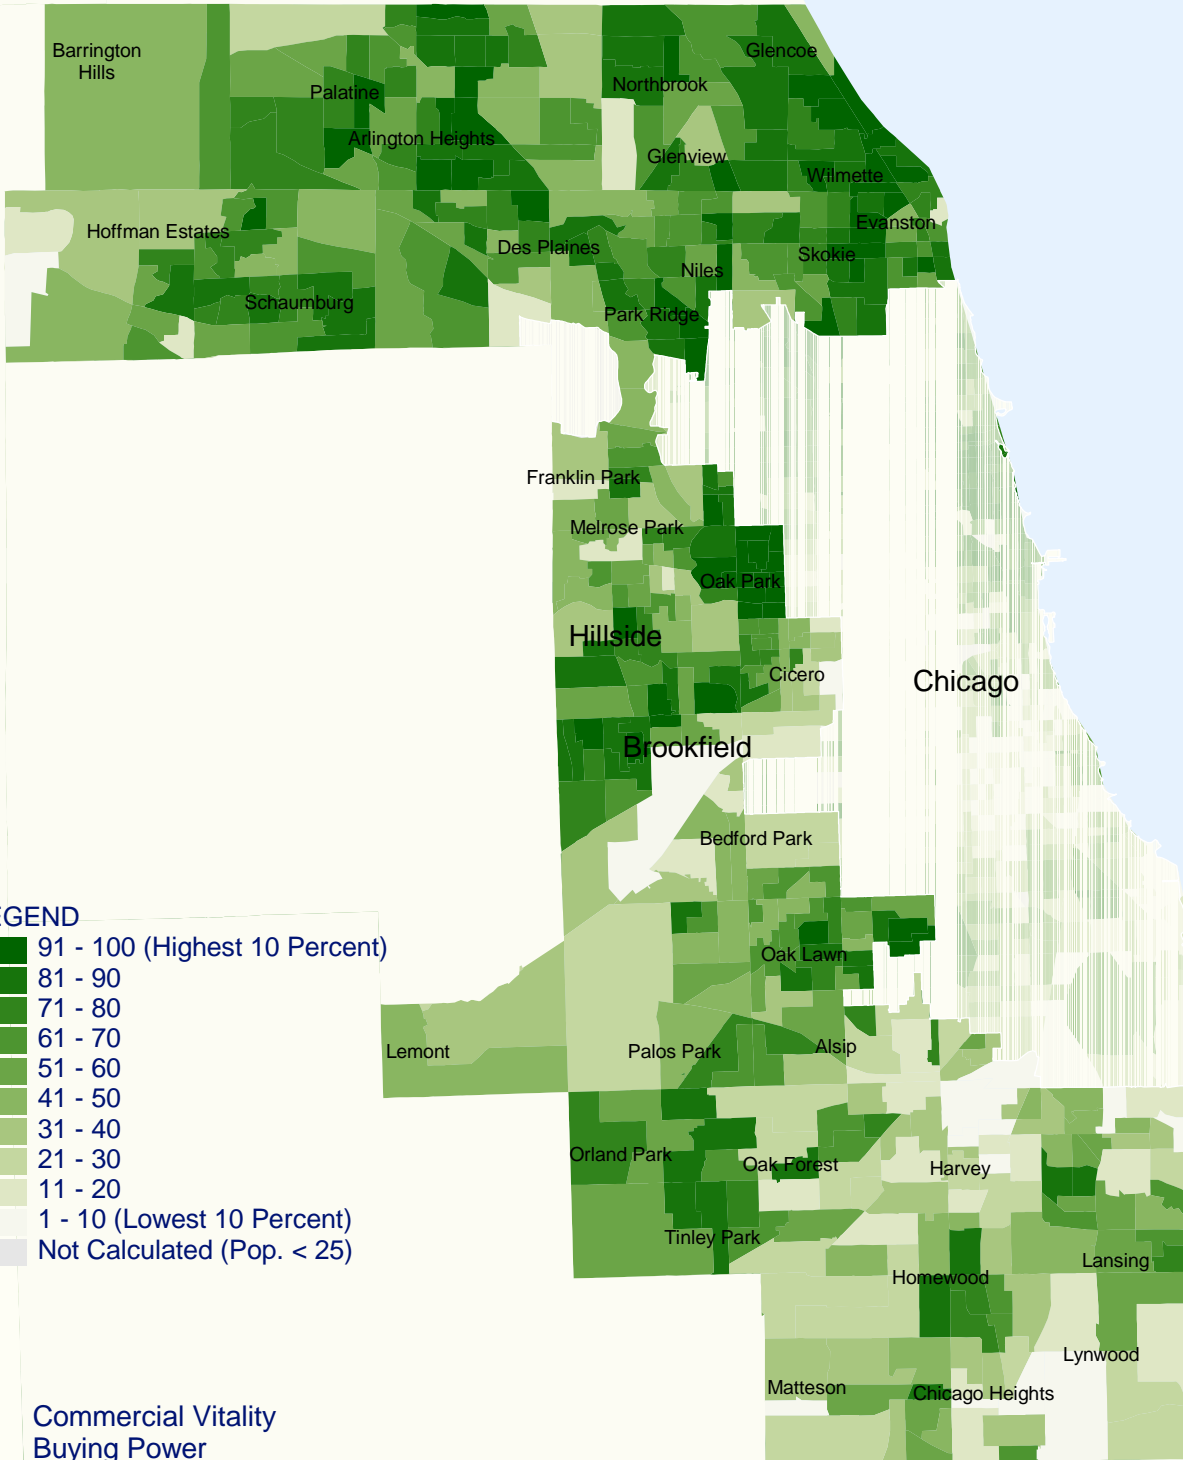 Barrington
Hills
Glencoe
Northbrook
Palatine
Arlington Heights
Glenview
Wilmette
Hoffman Estates
Evanston
Des Plaines
Skokie
Niles
Schaumburg
Park Ridge
Franklin Park
Melrose Park
Oak Park
Hillside
Cicero
Chicago
Brookfield
Bedford Park
EGEND
91 - 100 (Highest 10 Percent)
81 - 90
71 - 80
61 - 70
51 - 60
41 - 50
31 - 40
21 - 30
11 - 20
1 - 10 (Lowest 10 Percent)
Not Calculated (Pop. < 25)
Oak Lawn
Lemont
Palos Park
Alsip
Orland Park
Oak Forest
Harvey
Tinley Park
Lansing
Homewood
Lynwood
Matteson
Chicago Heights
Commercial Vitality
Buying Power